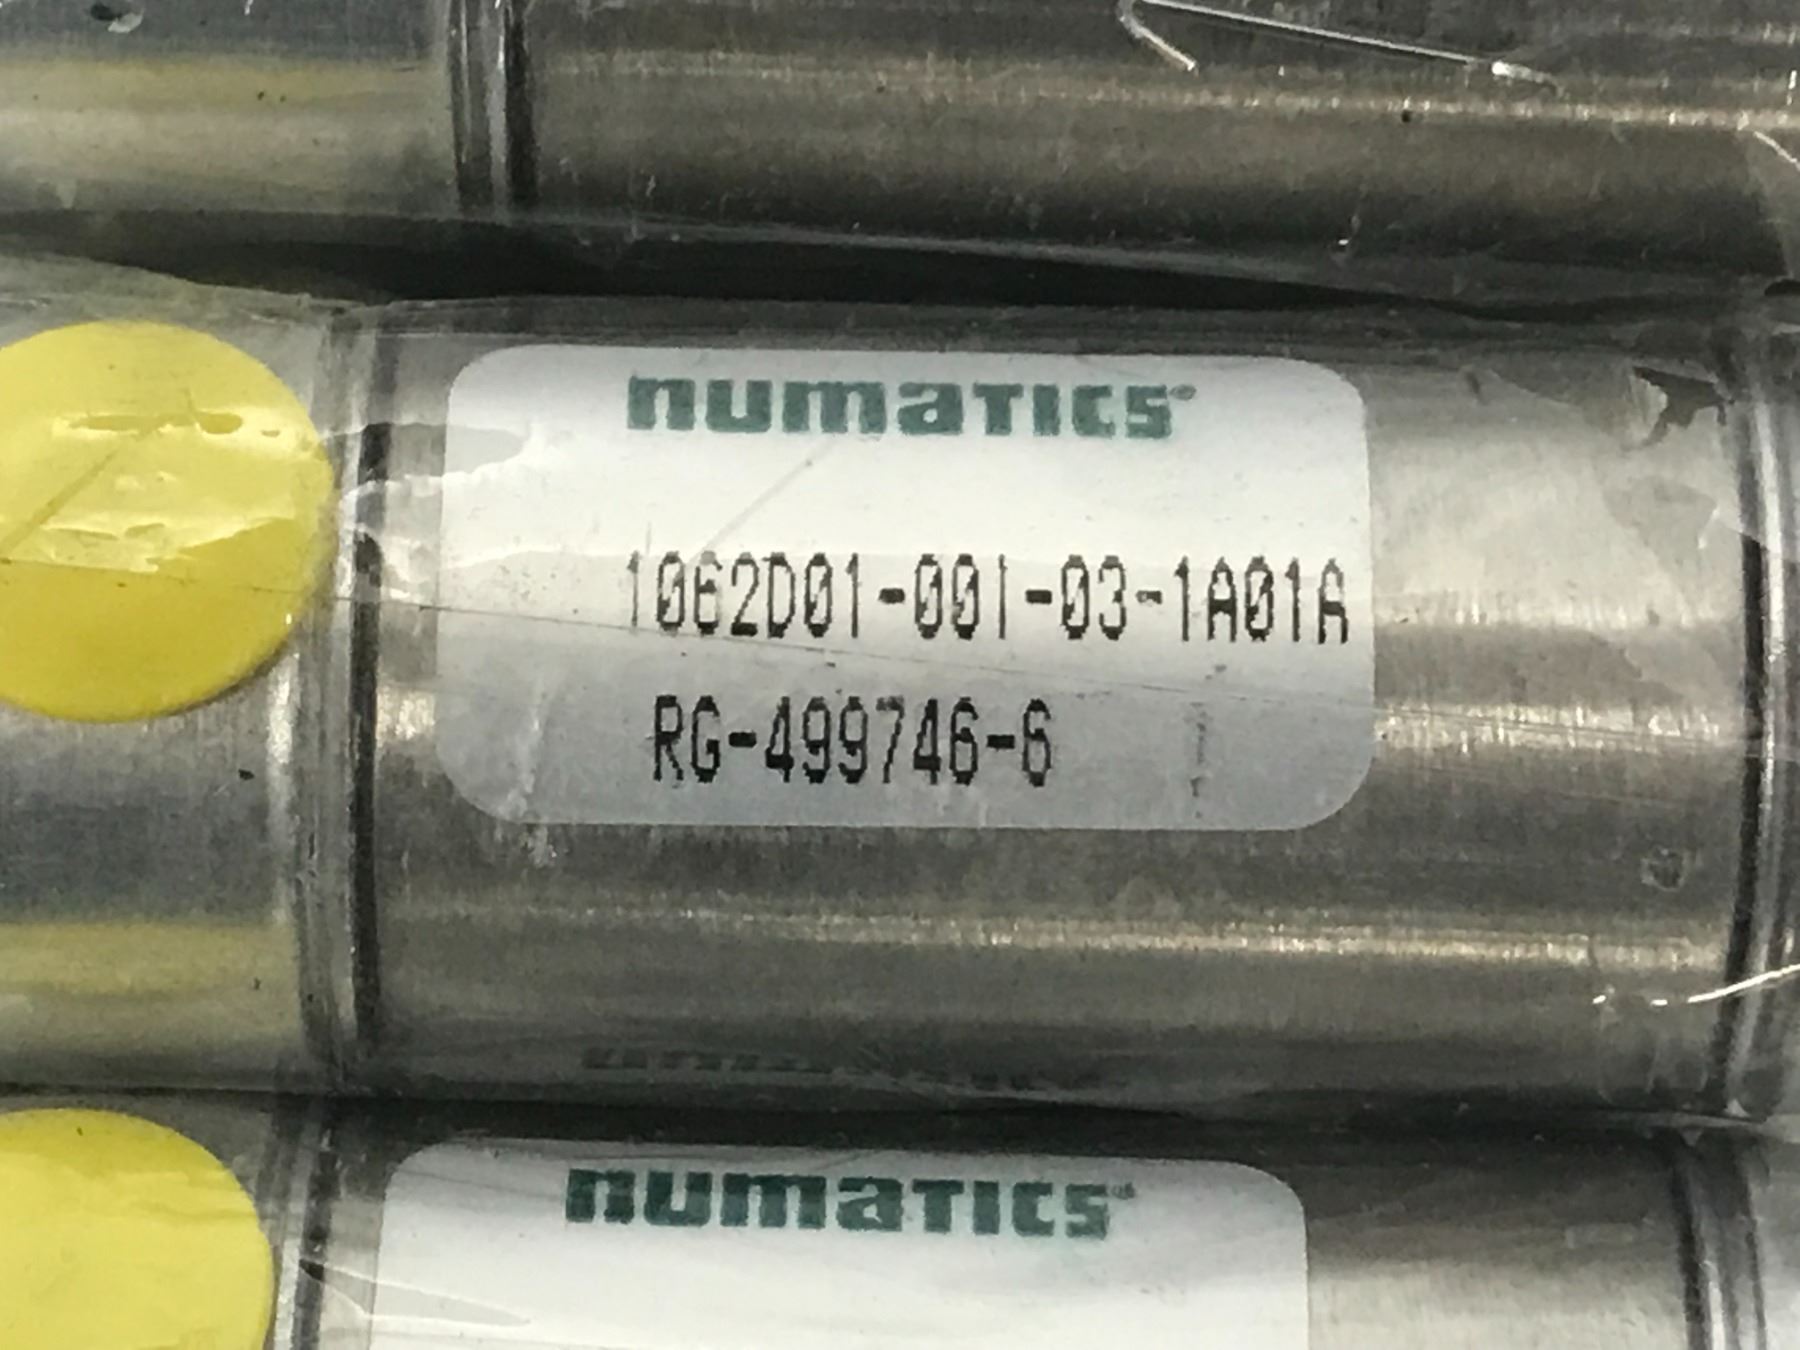 numatics®
1062D01-001-03-1A01A
RG-499746-6
numatics